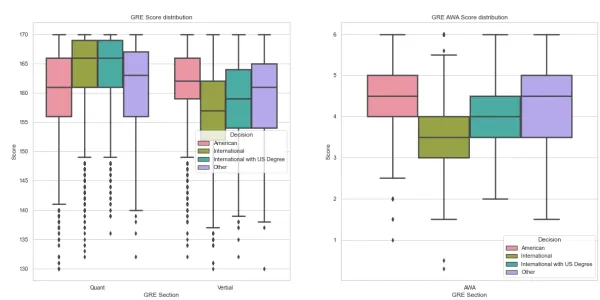 GRE Score distribution
Score
170
165
160
155
150
145
140
135
130
Decision
American
International
International with US Degree
Other
Quant
Verbal
GRE Section
GRE AWA Score distribution
Score
6
5
4
3
2
1
Decision
American
International
International with US Degree
Other
AWA
GRE Section